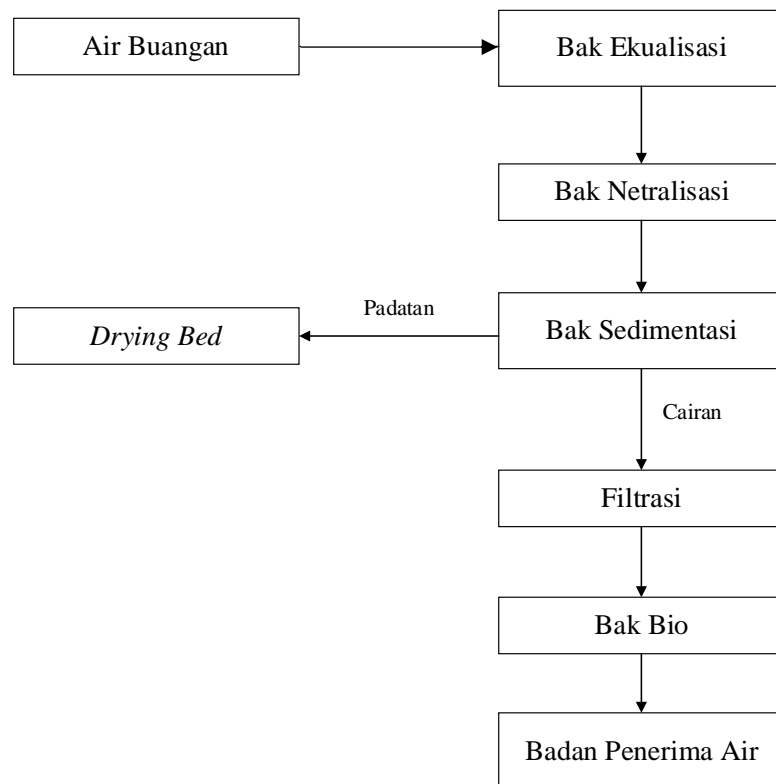 Air Buangan
Bak Ekualisasi
Bak Netralisasi
Padatan
Drying Bed
Bak Sedimentasi
Cairan
Filtrasi
Bak Bio
Badan Penerima Air